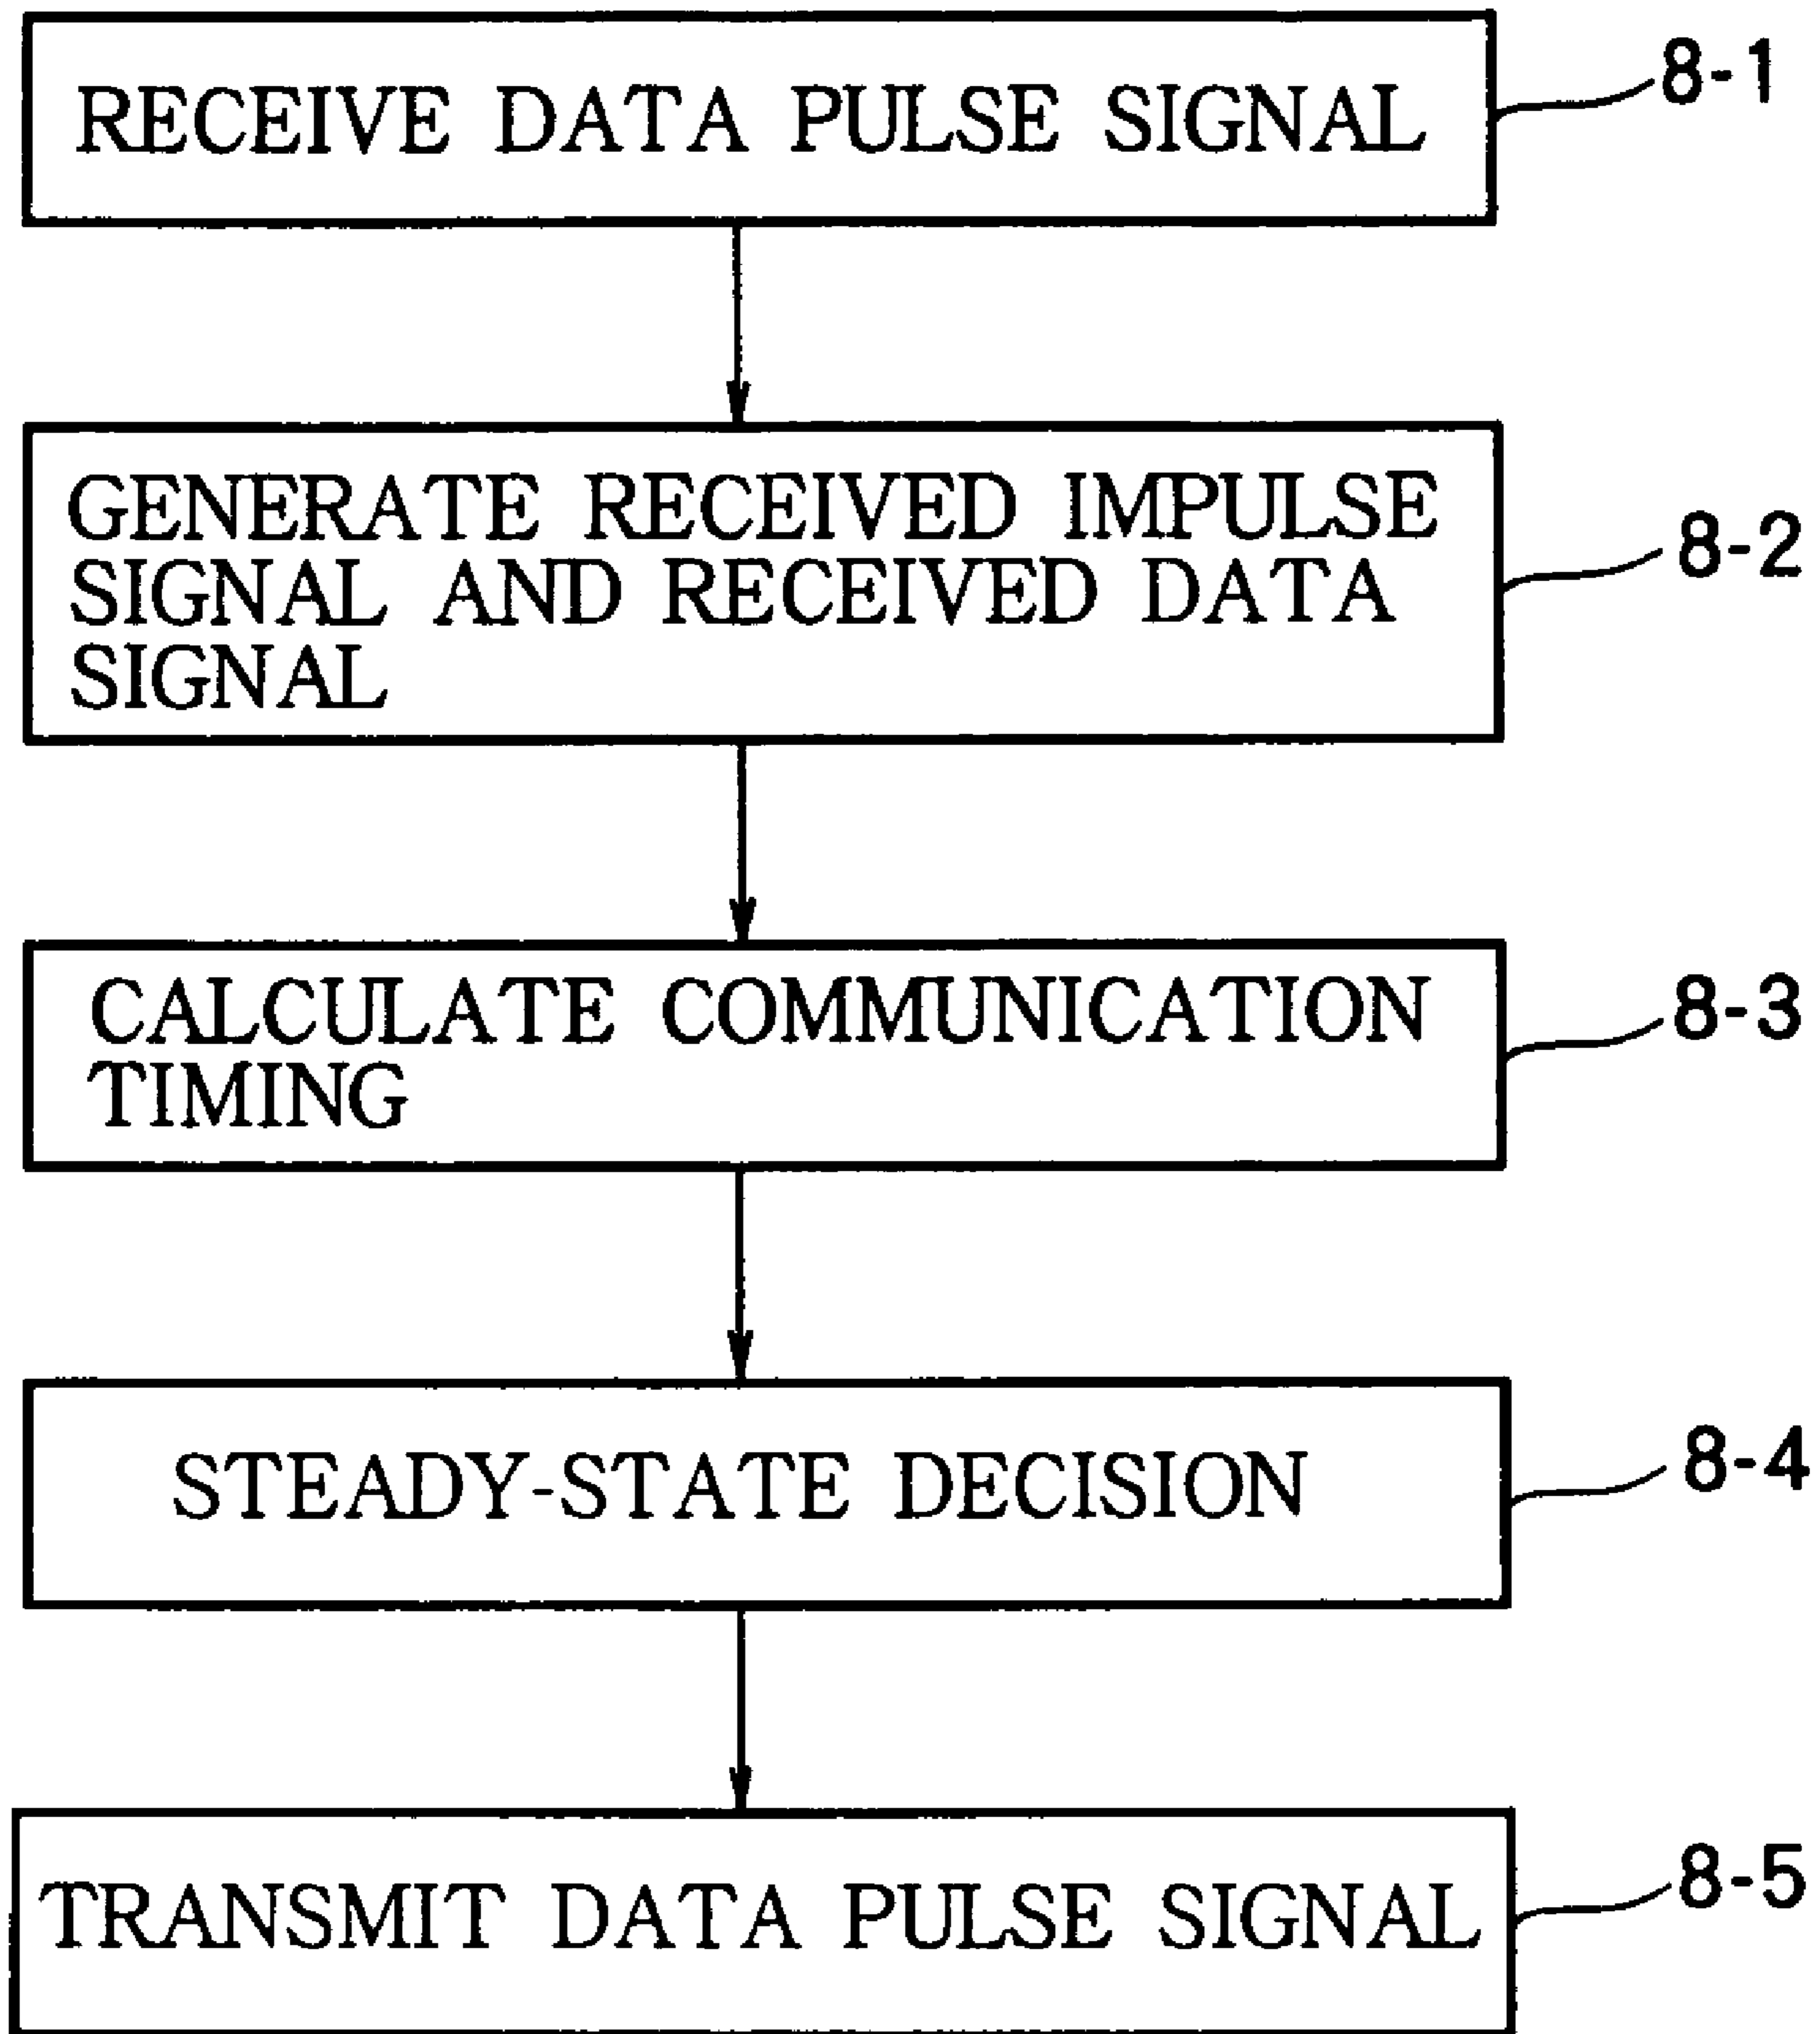 RECEIVE DATA PULSE SIGNAL
8-1
GENERATE RECEIVED IMPULSE
SIGNAL AND RECEIVED DATA
SIGNAL
8-2
CALCULATE COMMUNICATION
TIMING
8-3
STEADY-STATE DECISION
8-4
TRANSMIT DATA PULSE SIGNAL
8-5